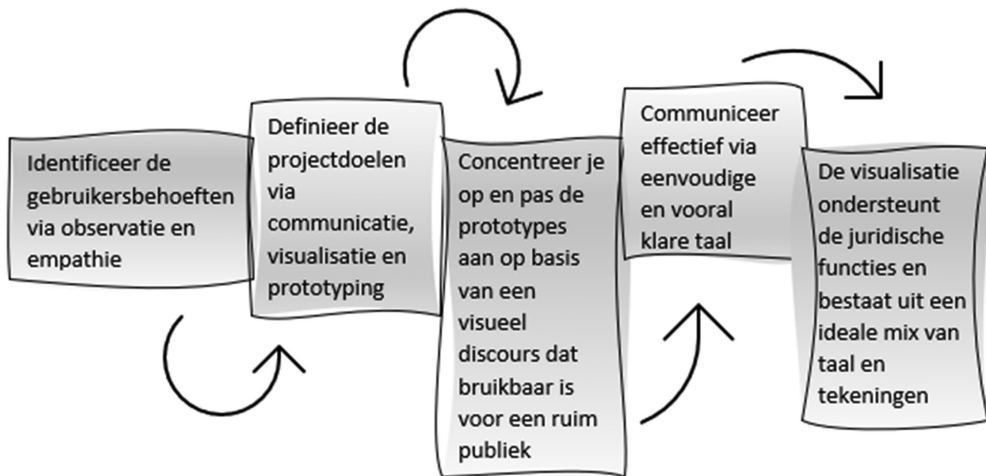 Identificeer de
gebruikersbehoeften
via observatie en
empathie
Definieer de
projectdoelen
via
communicatie,
visualisatie en
prototyping
Concentreer je
op en pas de
prototypes
aan op basis
van een
visueel
discours dat
bruikbaar is
voor een ruim
publiek
Communiceer
effectief via
eenvoudige
en vooral
klare taal
De visualisatie
ondersteunt
de juridische
functies en
bestaat uit een
ideale mix van
taal en
tekeningen